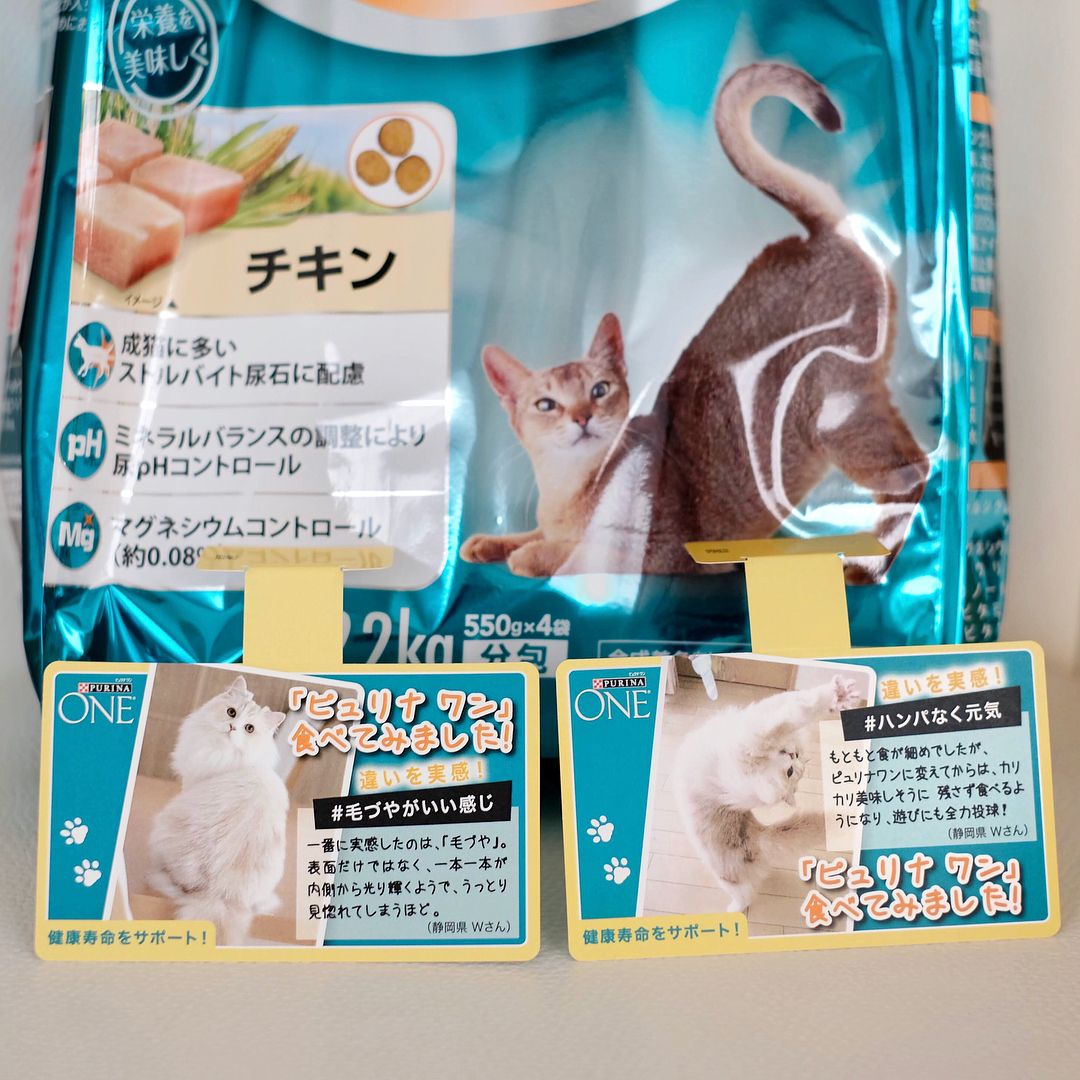 栄養を
美味しく
チキン
イメージ
成猫に多い
ストルバイト尿石に配慮
pH
ミネラルバランスの調整により
尿pHコントロール
Mg
マグネシウムコントロール
(約0.08%
2.2kg
550g×4袋
分包
PURINA
ONE
「ピュリナ ワン」
食べてみました!
違いを実感!
#毛づやがいい感じ
一番に実感したのは、「毛づや」。
表面だけではなく、一本一本が
内側から光り輝くようで、うっとり
見惚れてしまうほど。
(静岡県 Wさん)
健康寿命をサポート!
PURINA
ONE
違いを実感!
#ハンパなく元気
もともと食が細めでしたが、
ピュリナワンに変えてからは、カリ
カリ美味しそうに 残さず食べるよ
うになり、遊びにも全力投球!
(静岡県 Wさん)
「ピュリナ ワン」
食べてみました!
健康寿命をサポート!